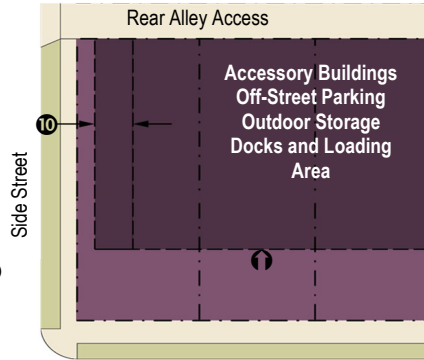 Rear Alley Access
Accessory Buildings
Off-Street Parking
Outdoor Storage
Docks and Loading
Area
10
Side Street